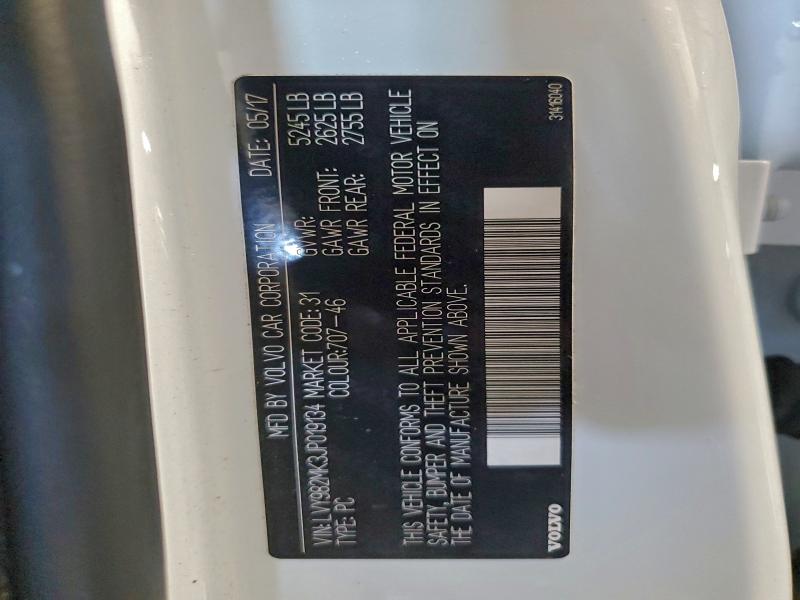 MFD BY VOLVO CAR CORPORATION DATE: 05/17
VIN:LVY982MK3JP019134 MARKET CODE:31 GVWR: 5245 LB
TYPE: PC COLOUR:707-46 GAWR FRONT: 2625 LB
GAWR REAR: 2755 LB
THIS VEHICLE CONFORMS TO ALL APPLICABLE FEDERAL MOTOR VEHICLE
SAFETY, BUMPER AND THEFT PREVENTION STANDARDS IN EFFECT ON
THE DATE OF MANUFACTURE SHOWN ABOVE.
VOLVO 31416040